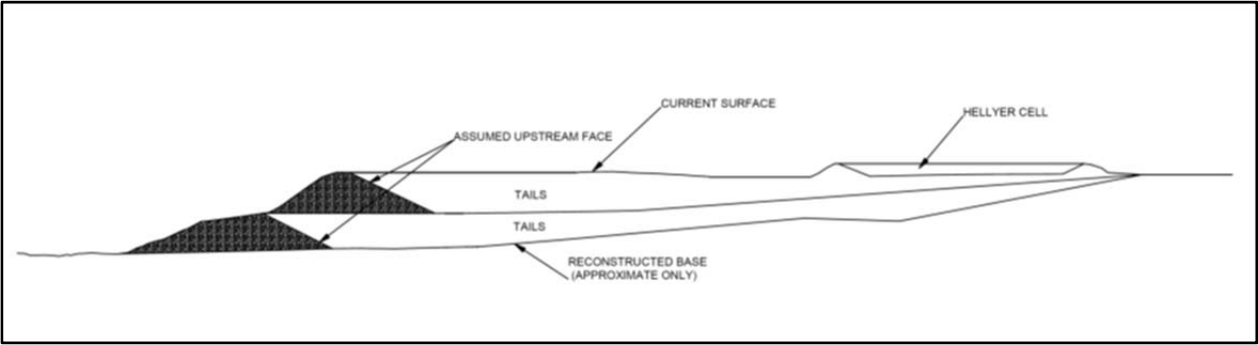 CURRENT SURFACE
HELLYER CELL
ASSUMED UPSTREAM FACE
TAILS
TAILS
RECONSTRUCTED BASE
(APPROXIMATE ONLY)